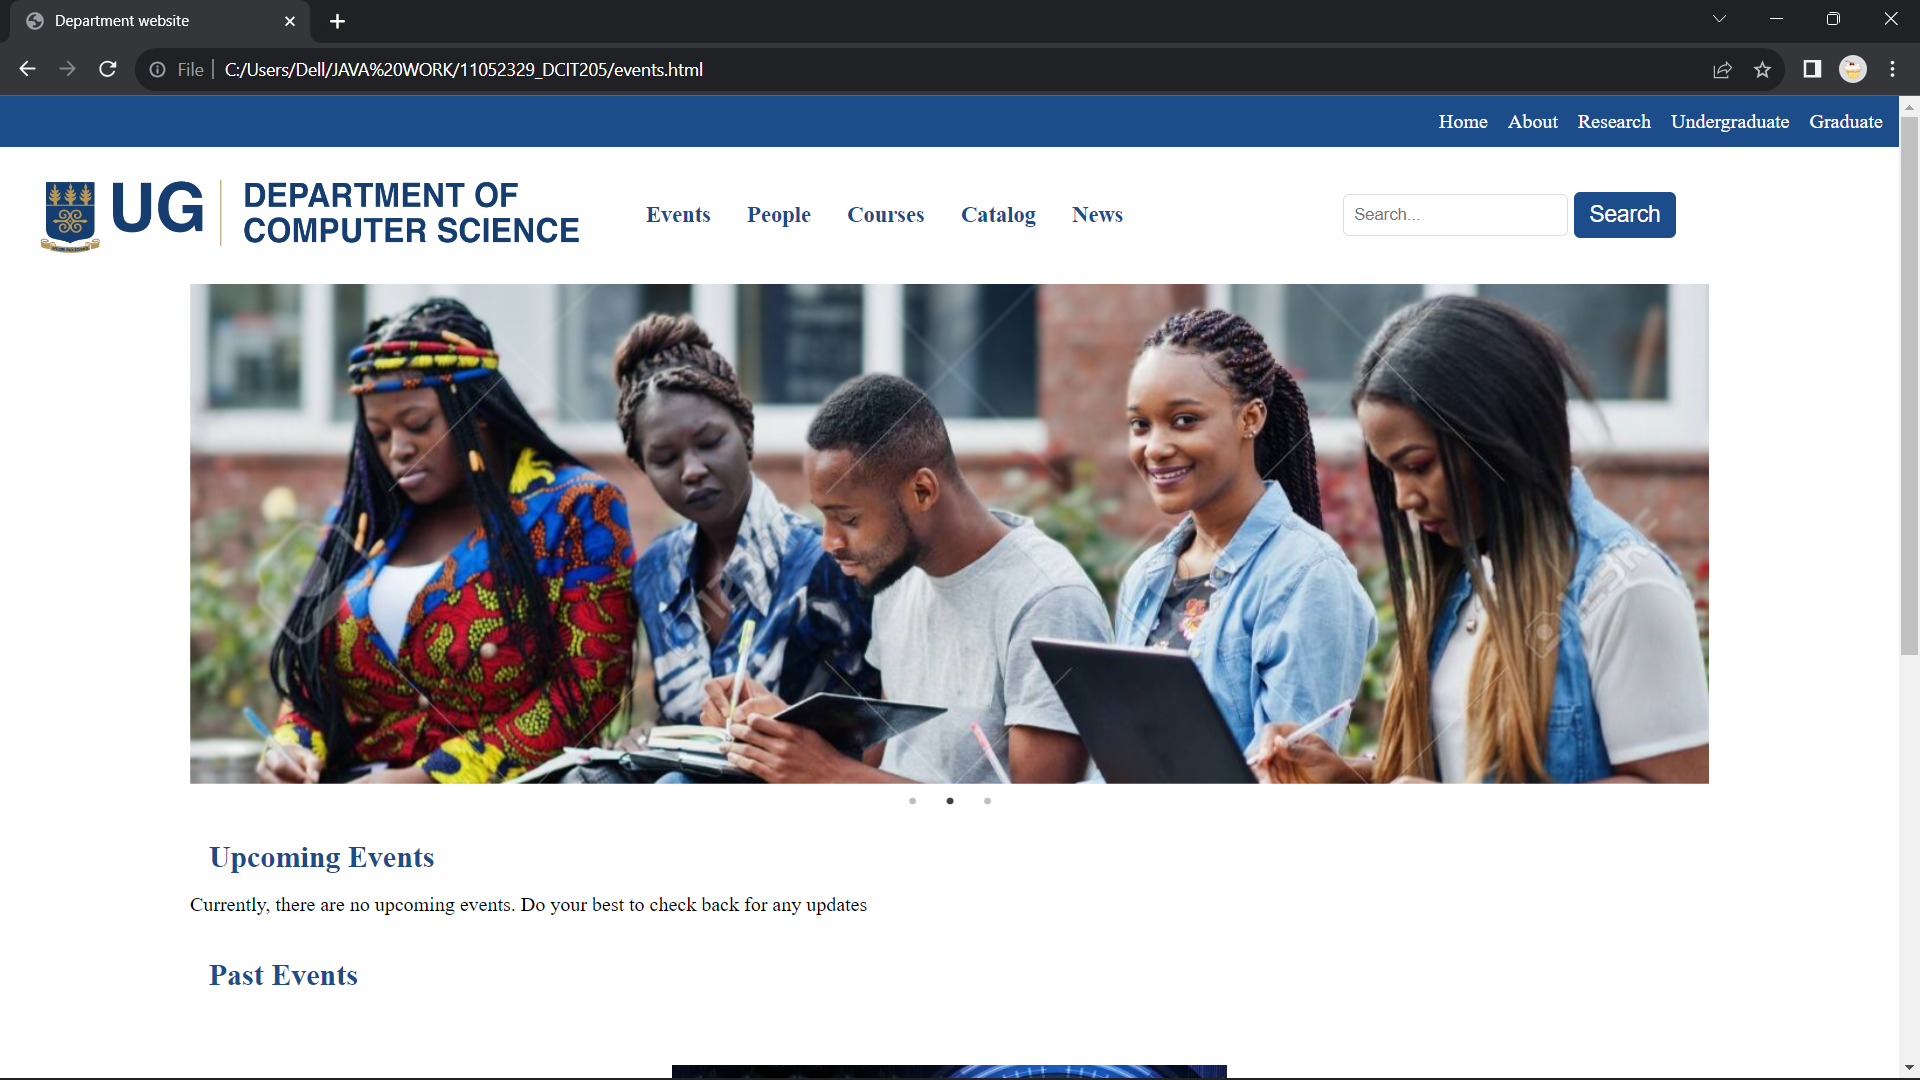 Department website
File
C:/Users/Dell/JAVA%20WORK/11052329_DCIT205/events.html
Home About Research Undergraduate Graduate
UG
DEPARTMENT OF
COMPUTER SCIENCE
Events People Courses Catalog News
Search...
Search
Upcoming Events
Currently, there are no upcoming events. Do your best to check back for any updates
Past Events